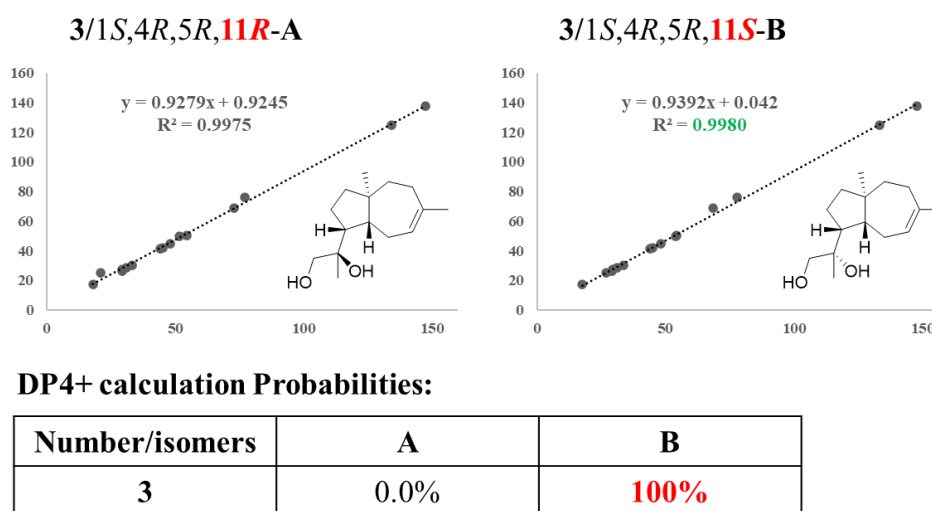 3/1S,4R,5R,11R-A
160
140
120
100
80
60
40
20
0
0 50 100 150
y = 0.9279x + 0.9245
R² = 0.9975
H
H
HO
OH
3/1S,4R,5R,11S-B
160
140
120
100
80
60
40
20
0
0 50 100 150
y = 0.9392x + 0.042
R² = 0.9980
H
H
HO
OH
DP4+ calculation Probabilities:
Number/isomers A B
3 0.0% 100%